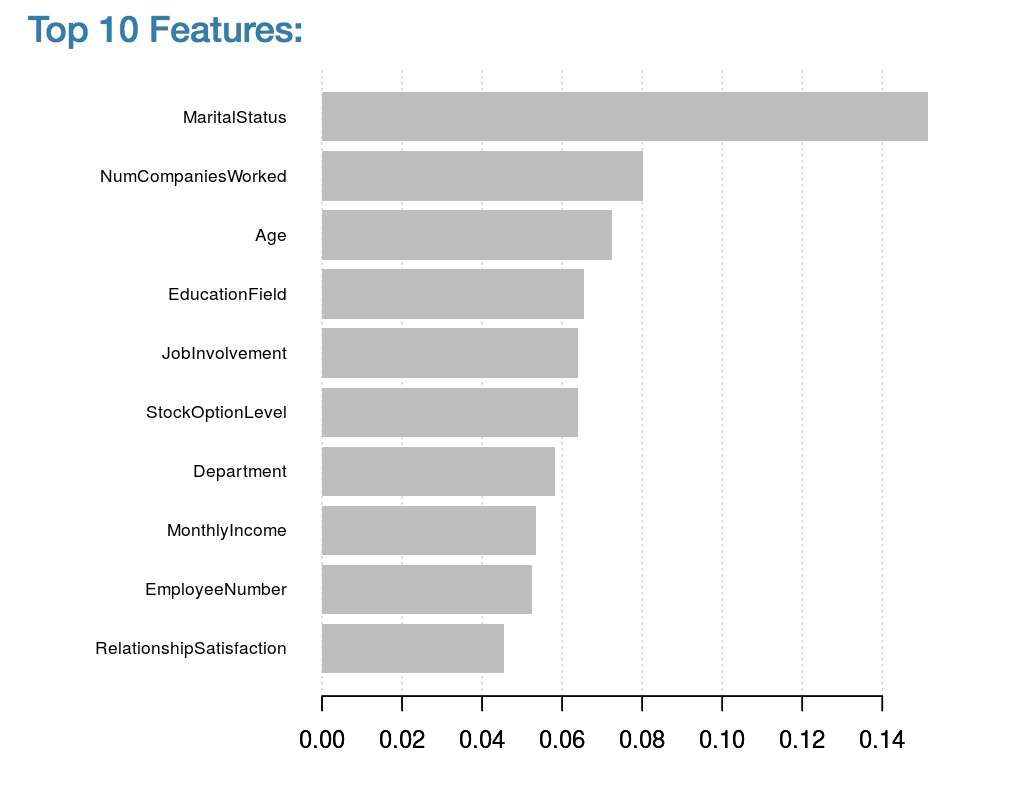 Top 10 Features:
MaritalStatus
NumCompaniesWorked
Age
EducationField
JobInvolvement
StockOptionLevel
Department
MonthlyIncome
EmployeeNumber
RelationshipSatisfaction
0.00 0.02 0.04 0.06 0.08 0.10 0.12 0.14